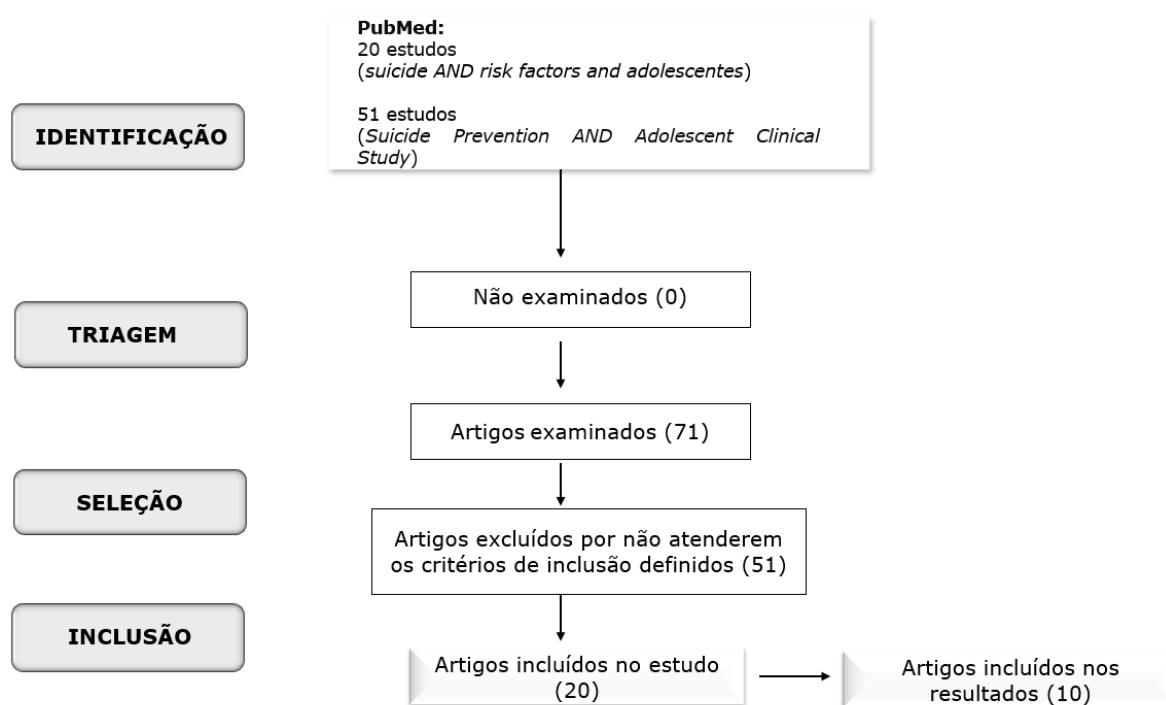 PubMed:
20 estudos
(suicide AND risk factors and adolescentes)
51 estudos
(Suicide Prevention AND Adolescent Clinical
Study)
IDENTIFICAÇÃO
Não examinados (0)
TRIAGEM
Artigos examinados (71)
SELEÇÃO
Artigos excluídos por não atenderem
os critérios de inclusão definidos (51)
INCLUSÃO
Artigos incluídos no estudo
(20)
Artigos incluídos nos
resultados (10)